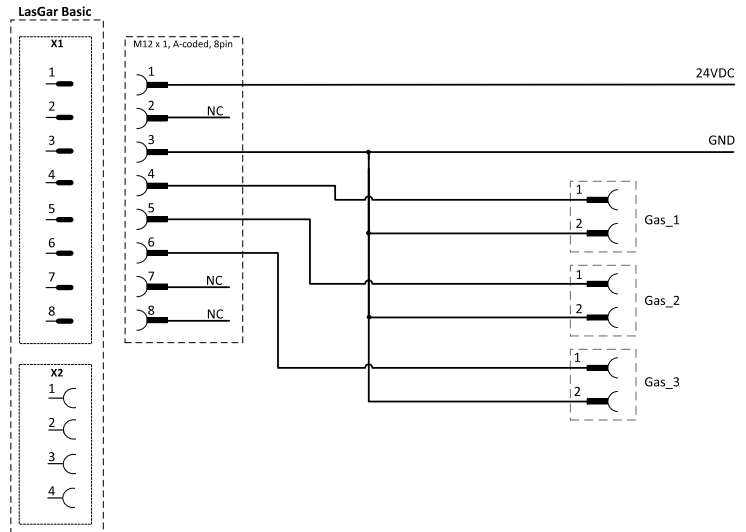 LasGar Basic
X1
1
2
3
4
5
6
7
8
M12 x 1, A-coded, 8pin
1
2 NC
3
4
5
6
7 NC
8 NC
24VDC
GND
1
2
Gas_1
1
2
Gas_2
1
2
Gas_3
X2
1
2
3
4